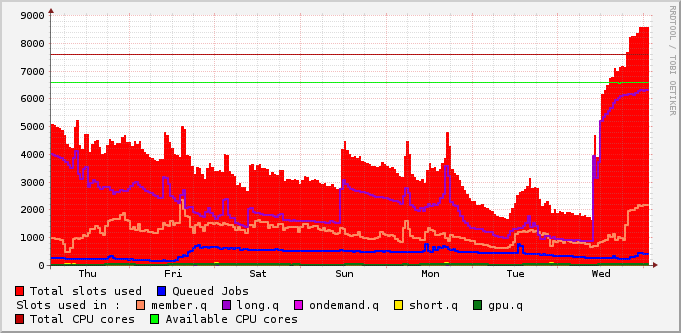 9000
8000
7000
6000
5000
4000
3000
2000
1000
0
Thu Fri Sat Sun Mon Tue Wed
RRDTOOL / TOBI OETIKER
Total slots used Queued Jobs
Slots used in : member.q long.q ondemand.q short.q gpu.q
Total CPU cores Available CPU cores